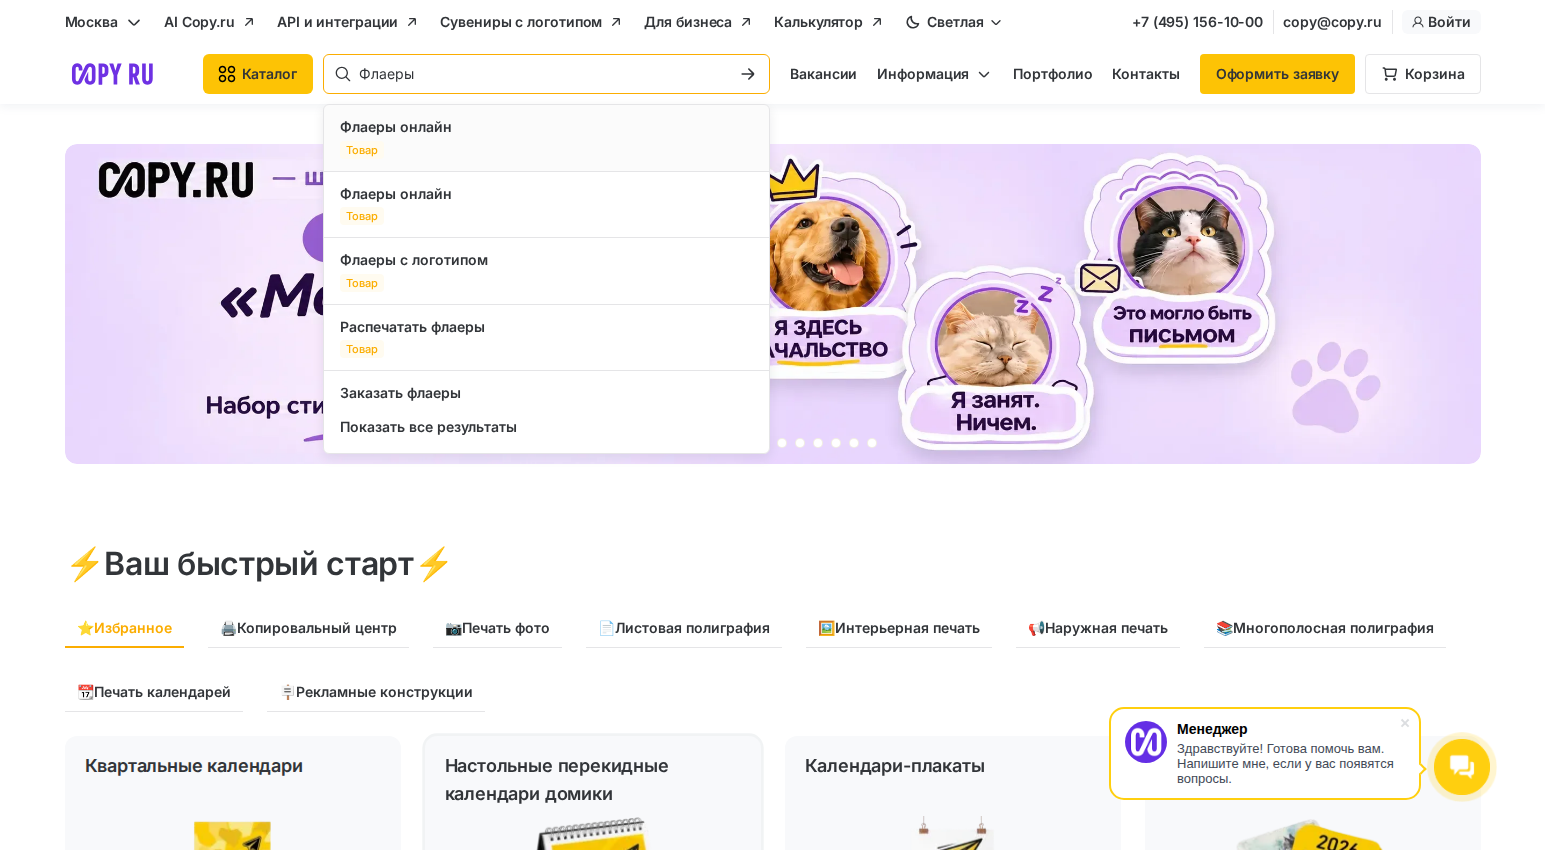 Москва AI Copy.ru API и интеграции Сувениры с логотипом Для бизнеса Калькулятор Светлая +7 (495) 156-10-00 copy@copy.ru Войти
COPY RU Каталог Флаеры Вакансии Информация Портфолио Контакты Оформить заявку Корзина
Флаеры онлайн
Товар
Флаеры онлайн
Товар
Флаеры с логотипом
Товар
Распечатать флаеры
Товар
Заказать флаеры
Показать все результаты
COPY.RU
Набор
Я ЗДЕСЬ
Я занят.
Ничем.
z z z
Это могло быть
ПИСЬМОМ
⚡Ваш быстрый старт⚡
⭐Избранное 🖨️Копировальный центр 📷Печать фото 📄Листовая полиграфия 🖼️Интерьерная печать 📢Наружная печать 📚Многополосная полиграфия
📆Печать календарей 🪧Рекламные конструкции
Квартальные календари
Настольные перекидные
календари домики
Календари-плакаты
2026
Менеджер
Здравствуйте! Готова помочь вам.
Напишите мне, если у вас появятся
вопросы.